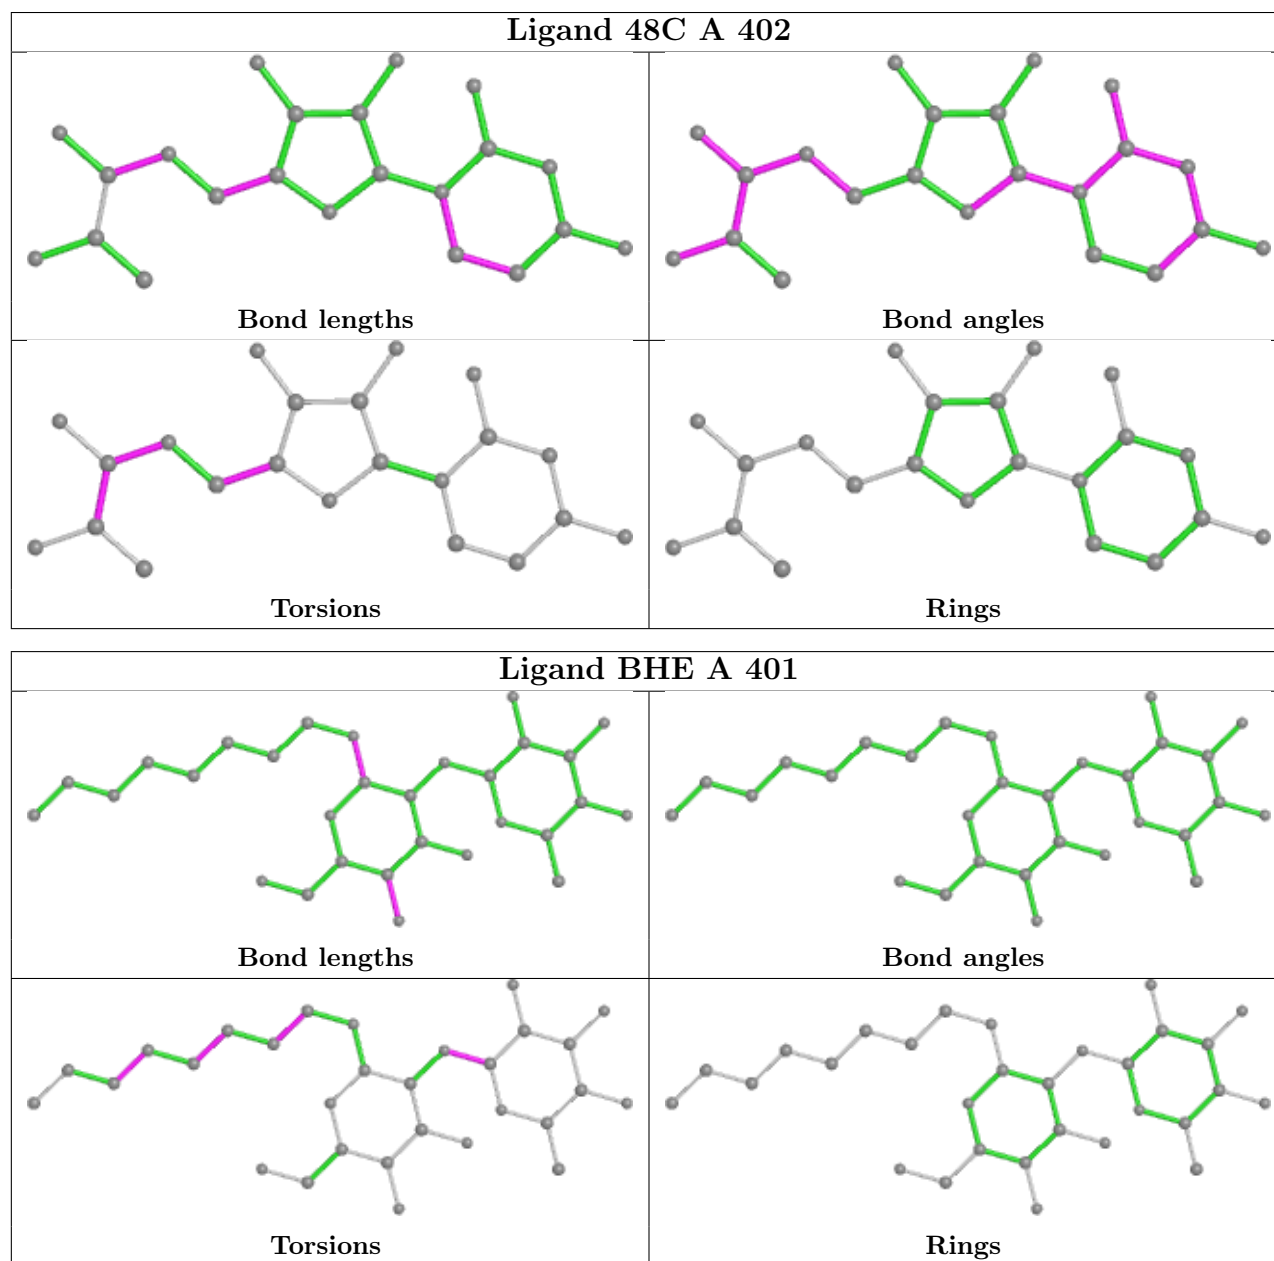 Ligand 48C A 402
Bond lengths
Bond angles
Torsions
Rings
Ligand BHE A 401
Bond lengths
Bond angles
Torsions
Rings